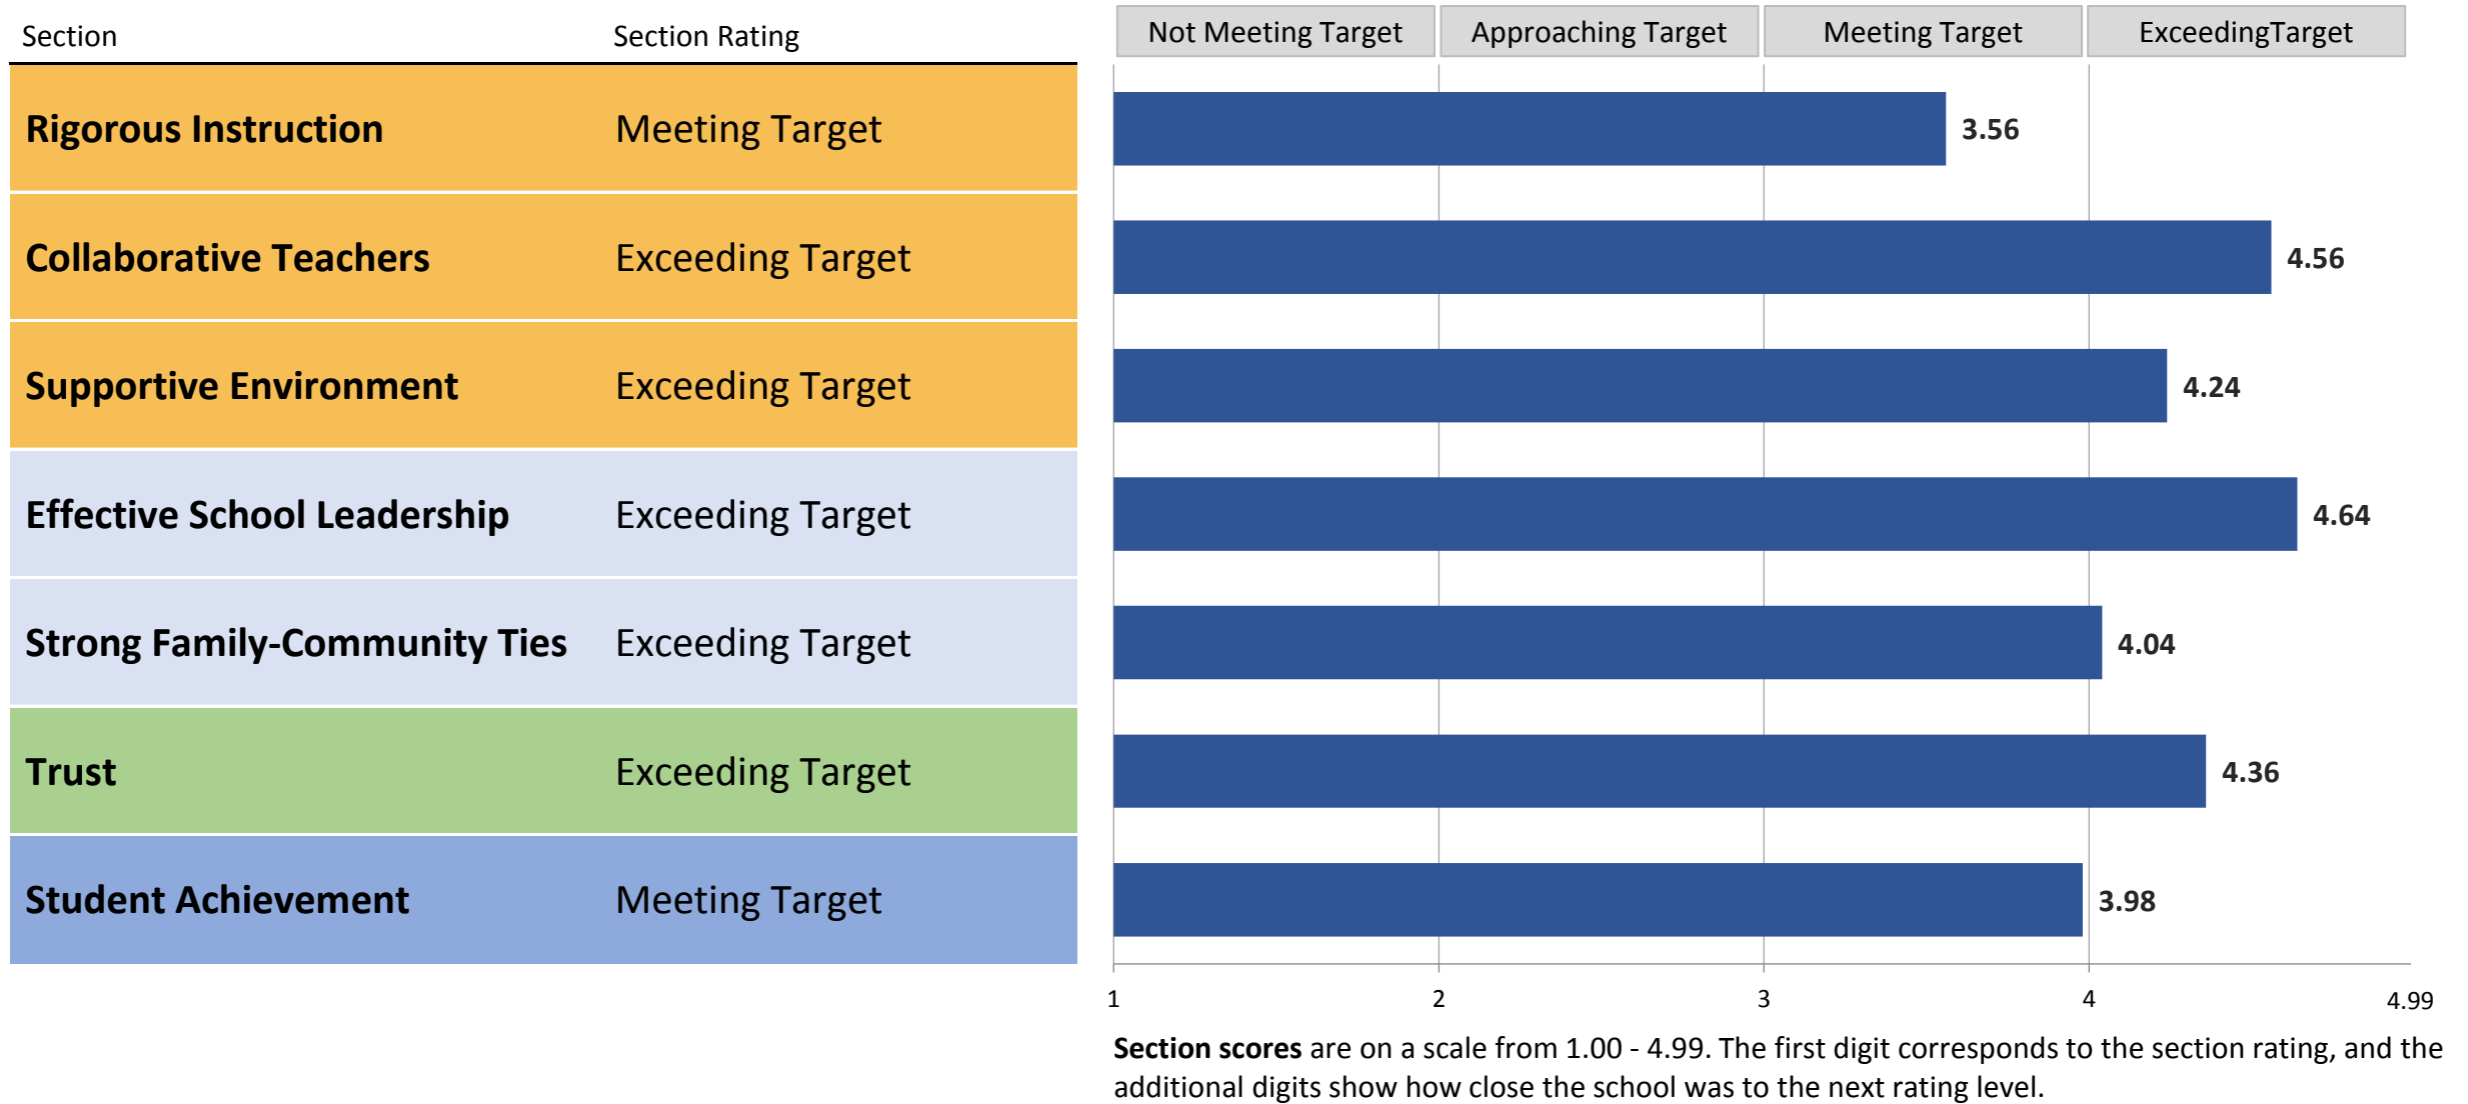 Section Section Rating Not Meeting Target Approaching Target Meeting Target ExceedingTarget
Rigorous Instruction Meeting Target 3.56
Collaborative Teachers Exceeding Target 4.56
Supportive Environment Exceeding Target 4.24
Effective School Leadership Exceeding Target 4.64
Strong Family-Community Ties Exceeding Target 4.04
Trust Exceeding Target 4.36
Student Achievement Meeting Target 3.98
1 2 3 4 4.99
Section scores are on a scale from 1.00 - 4.99. The first digit corresponds to the section rating, and the
additional digits show how close the school was to the next rating level.